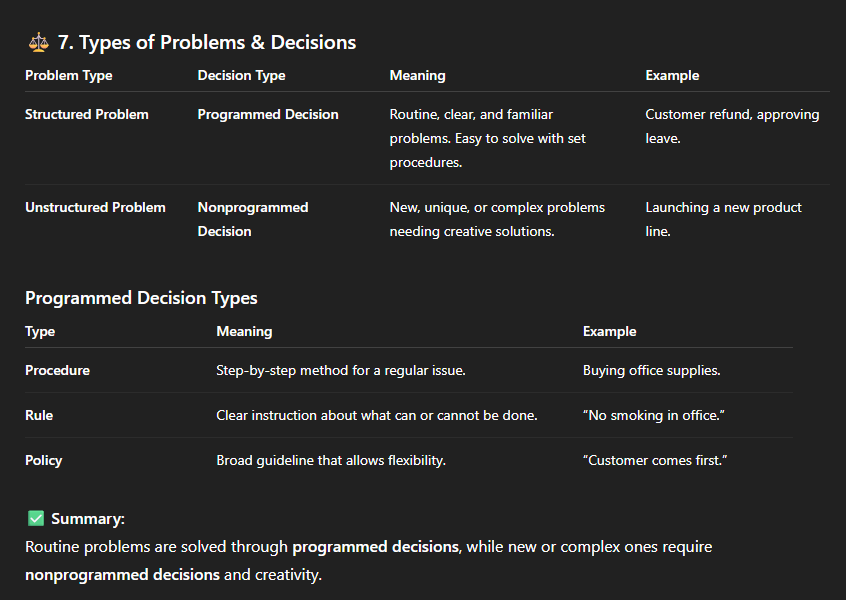 ⚖️ 7. Types of Problems & Decisions
Problem Type Decision Type Meaning Example
Structured Problem Programmed Decision Routine, clear, and familiar Customer refund, approving
problems. Easy to solve with set leave.
procedures.
Unstructured Problem Nonprogrammed New, unique, or complex problems Launching a new product
Decision needing creative solutions. line.
Programmed Decision Types
Type Meaning Example
Procedure Step-by-step method for a regular issue. Buying office supplies.
Rule Clear instruction about what can or cannot be done. “No smoking in office.”
Policy Broad guideline that allows flexibility. “Customer comes first.”
✅ Summary:
Routine problems are solved through programmed decisions, while new or complex ones require
nonprogrammed decisions and creativity.